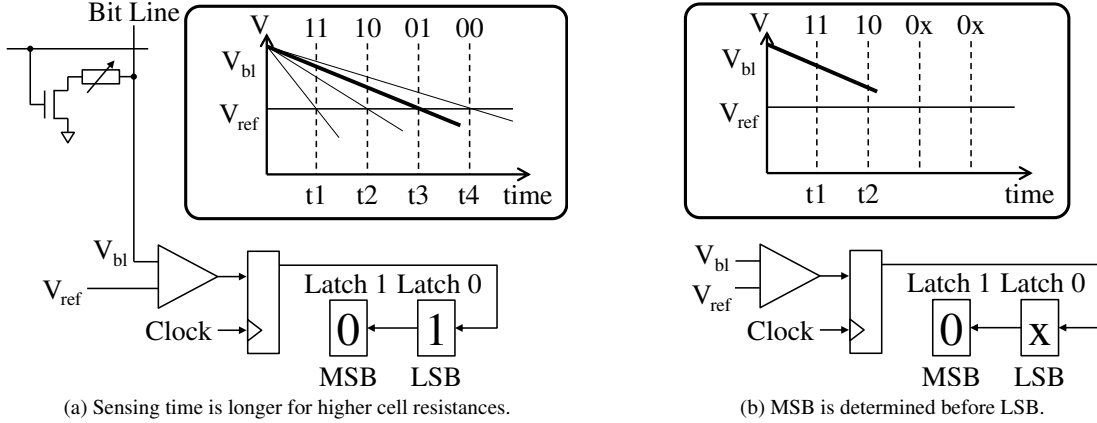 Bit Line
V
11 10 01 00
V_bl
V_ref
t1 t2 t3 t4 time
V_bl
V_ref
Clock
Latch 1 Latch 0
0 1
MSB LSB
(a) Sensing time is longer for higher cell resistances.
V
11 10 0x 0x
V_bl
V_ref
t1 t2 time
V_bl
V_ref
Clock
Latch 1 Latch 0
0 x
MSB LSB
(b) MSB is determined before LSB.